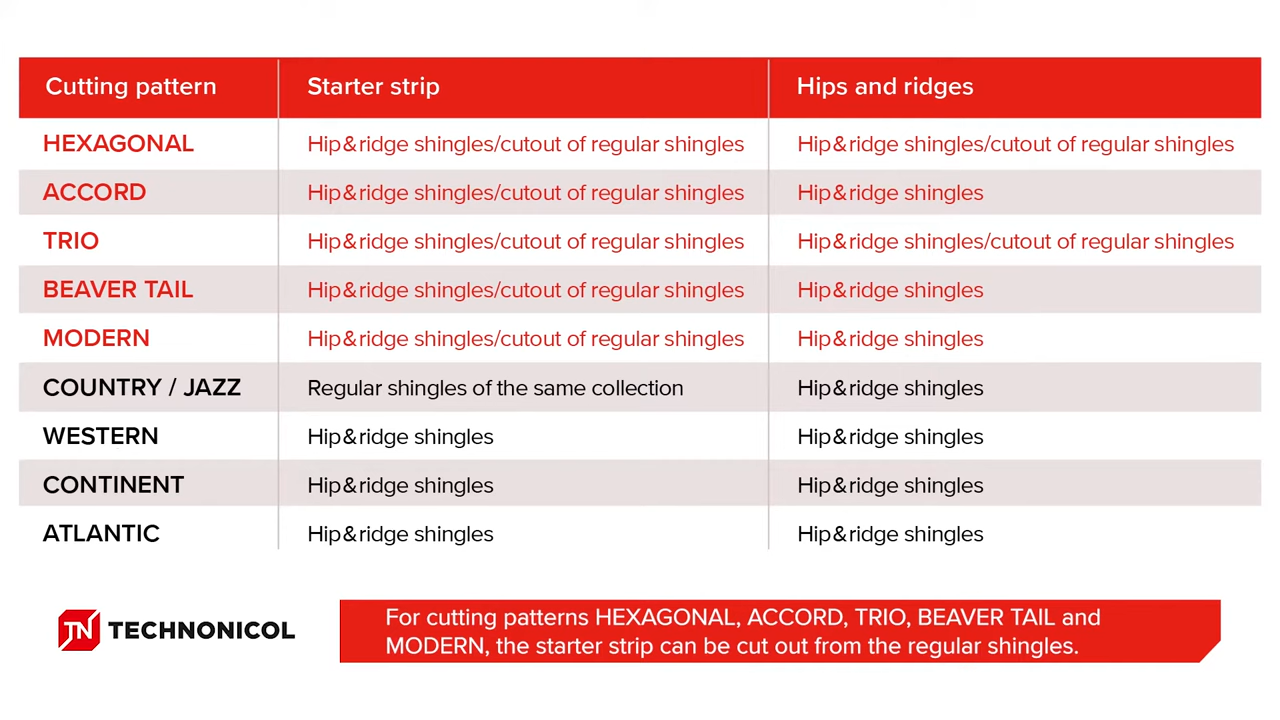 Cutting pattern Starter strip Hips and ridges
HEXAGONAL Hip&ridge shingles/cutout of regular shingles Hip&ridge shingles/cutout of regular shingles
ACCORD Hip&ridge shingles/cutout of regular shingles Hip&ridge shingles
TRIO Hip&ridge shingles/cutout of regular shingles Hip&ridge shingles/cutout of regular shingles
BEAVER TAIL Hip&ridge shingles/cutout of regular shingles Hip&ridge shingles
MODERN Hip&ridge shingles/cutout of regular shingles Hip&ridge shingles
COUNTRY / JAZZ Regular shingles of the same collection Hip&ridge shingles
WESTERN Hip&ridge shingles Hip&ridge shingles
CONTINENT Hip&ridge shingles Hip&ridge shingles
ATLANTIC Hip&ridge shingles Hip&ridge shingles
TN TECHNONICOL
For cutting patterns HEXAGONAL, ACCORD, TRIO, BEAVER TAIL and
MODERN, the starter strip can be cut out from the regular shingles.